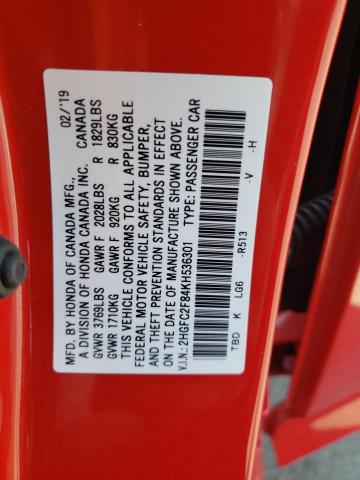 MFD. BY HONDA OF CANADA MFG., 02/'19
A DIVISION OF HONDA CANADA INC. CANADA
GVWR 3769LBS GAWR F 2028LBS R 1829LBS
GVWR 1710KG GAWR F 920KG R 830KG
THIS VEHICLE CONFORMS TO ALL APPLICABLE
FEDERAL MOTOR VEHICLE SAFETY, BUMPER,
AND THEFT PREVENTION STANDARDS IN EFFECT
ON THE DATE OF MANUFACTURE SHOWN ABOVE.
V.I.N.: 2HGFC2F84KH536301 TYPE: PASSENGER CAR
TBD K LG6
-R513 -V -H